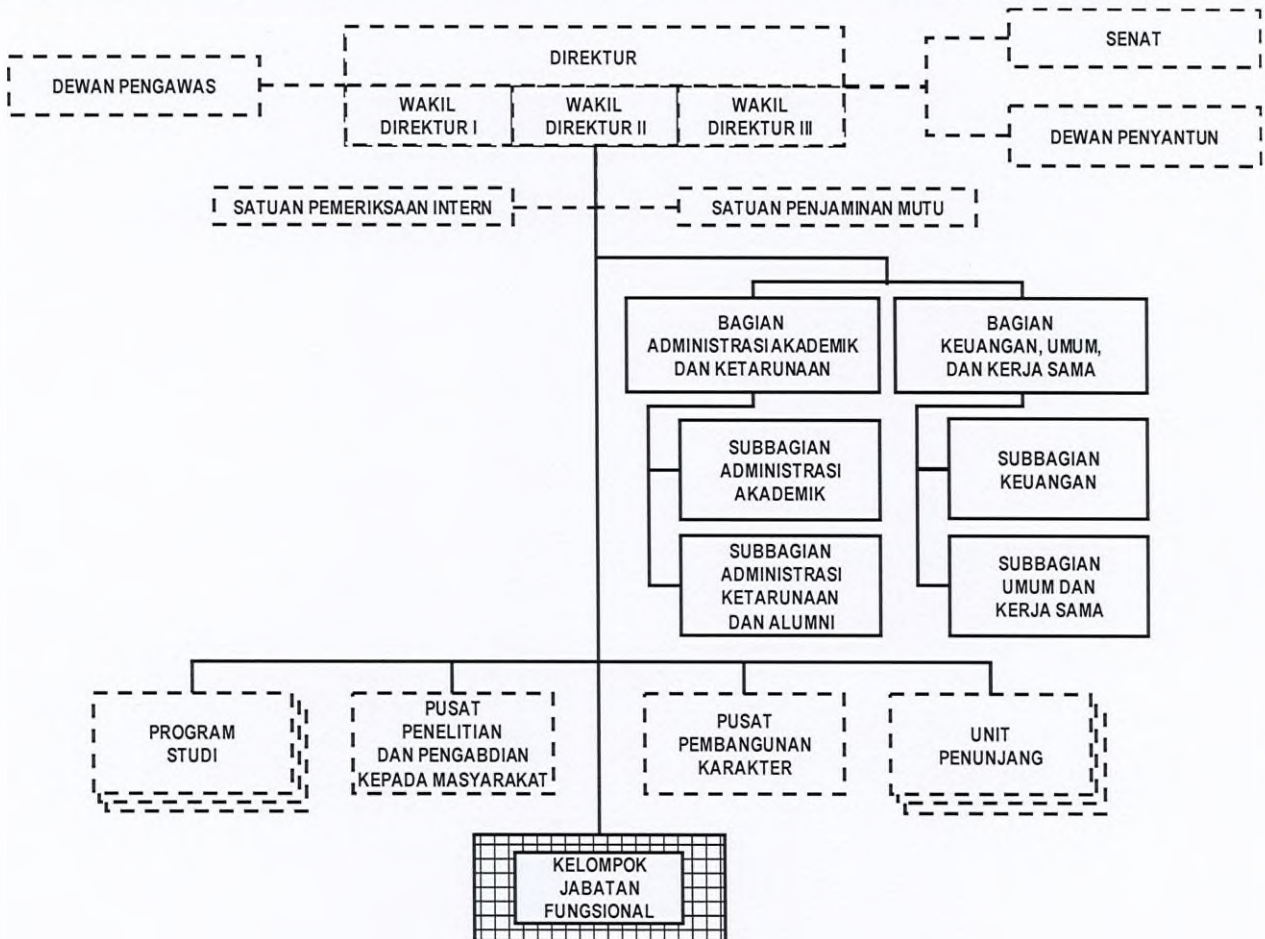 DIREKTUR
SENAT
DEWAN PENGAWAS
WAKIL
DIREKTUR I
WAKIL
DIREKTUR II
WAKIL
DIREKTUR III
DEWAN PENYANTUN
SATUAN PEMERIKSAAN INTERN
SATUAN PENJAMINAN MUTU
BAGIAN
ADMINISTRASI AKADEMIK
DAN KETARUNAAN
BAGIAN
KEUANGAN, UMUM,
DAN KERJA SAMA
SUBBAGIAN
ADMINISTRASI
AKADEMIK
SUBBAGIAN
KEUANGAN
SUBBAGIAN
ADMINISTRASI
KETARUNAAN
DAN ALUMNI
SUBBAGIAN
UMUM DAN
KERJA SAMA
PROGRAM
STUDI
PUSAT
PENELITIAN
DAN PENGABDIAN
KEPADA MASYARAKAT
PUSAT
PEMBANGUNAN
KARAKTER
UNIT
PENUNJANG
KELOMPOK
JABATAN
FUNGSIONAL